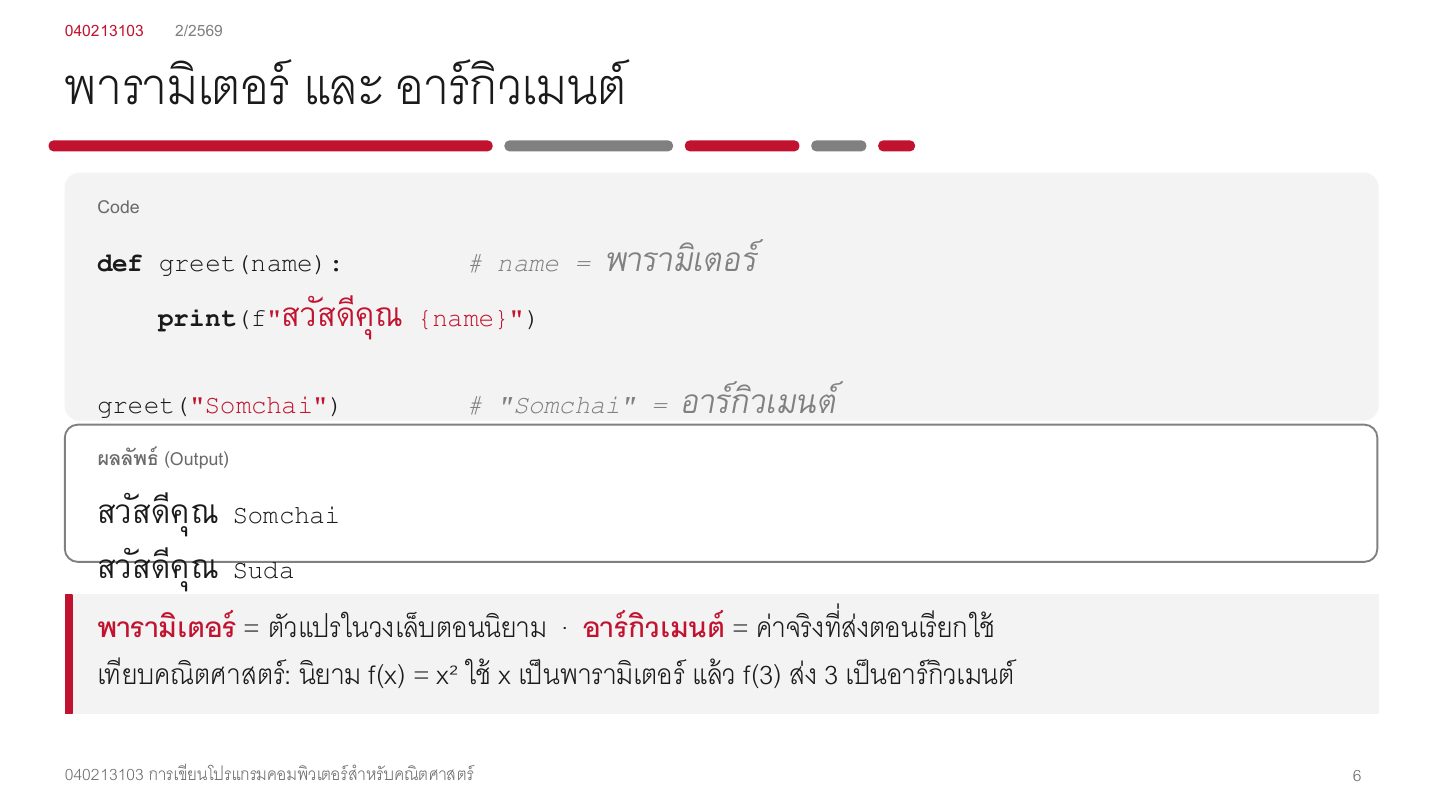 040213103 2/2569
พารามิเตอร์ และ อาร์กิวเมนต์
Code
def greet(name): # name = พารามิเตอร์
print(f"สวัสดีคุณ {name}")
greet("Somchai") # "Somchai" = อาร์กิวเมนต์
ผลลัพธ์ (Output)
สวัสดีคุณ Somchai
สวัสดีคุณ Suda
พารามิเตอร์ = ตัวแปรในวงเล็บตอนนิยาม · อาร์กิวเมนต์ = ค่าจริงที่ส่งตอนเรียกใช้
เทียบคณิตศาสตร์: นิยาม f(x) = x² ใช้ x เป็นพารามิเตอร์ แล้ว f(3) ส่ง 3 เป็นอาร์กิวเมนต์
040213103 การเขียนโปรแกรมคอมพิวเตอร์สำหรับคณิตศาสตร์ 6